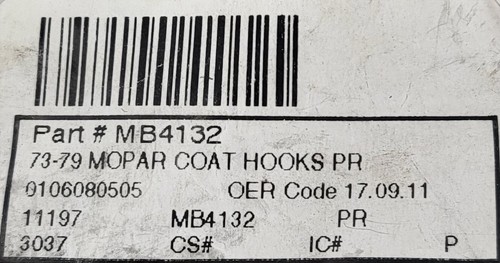 Part # MB4132
73-79 MOPAR COAT HOOKS PR
0106080505 OER Code 17.09.11
11197 MB4132 PR
3037 CS# IC# P